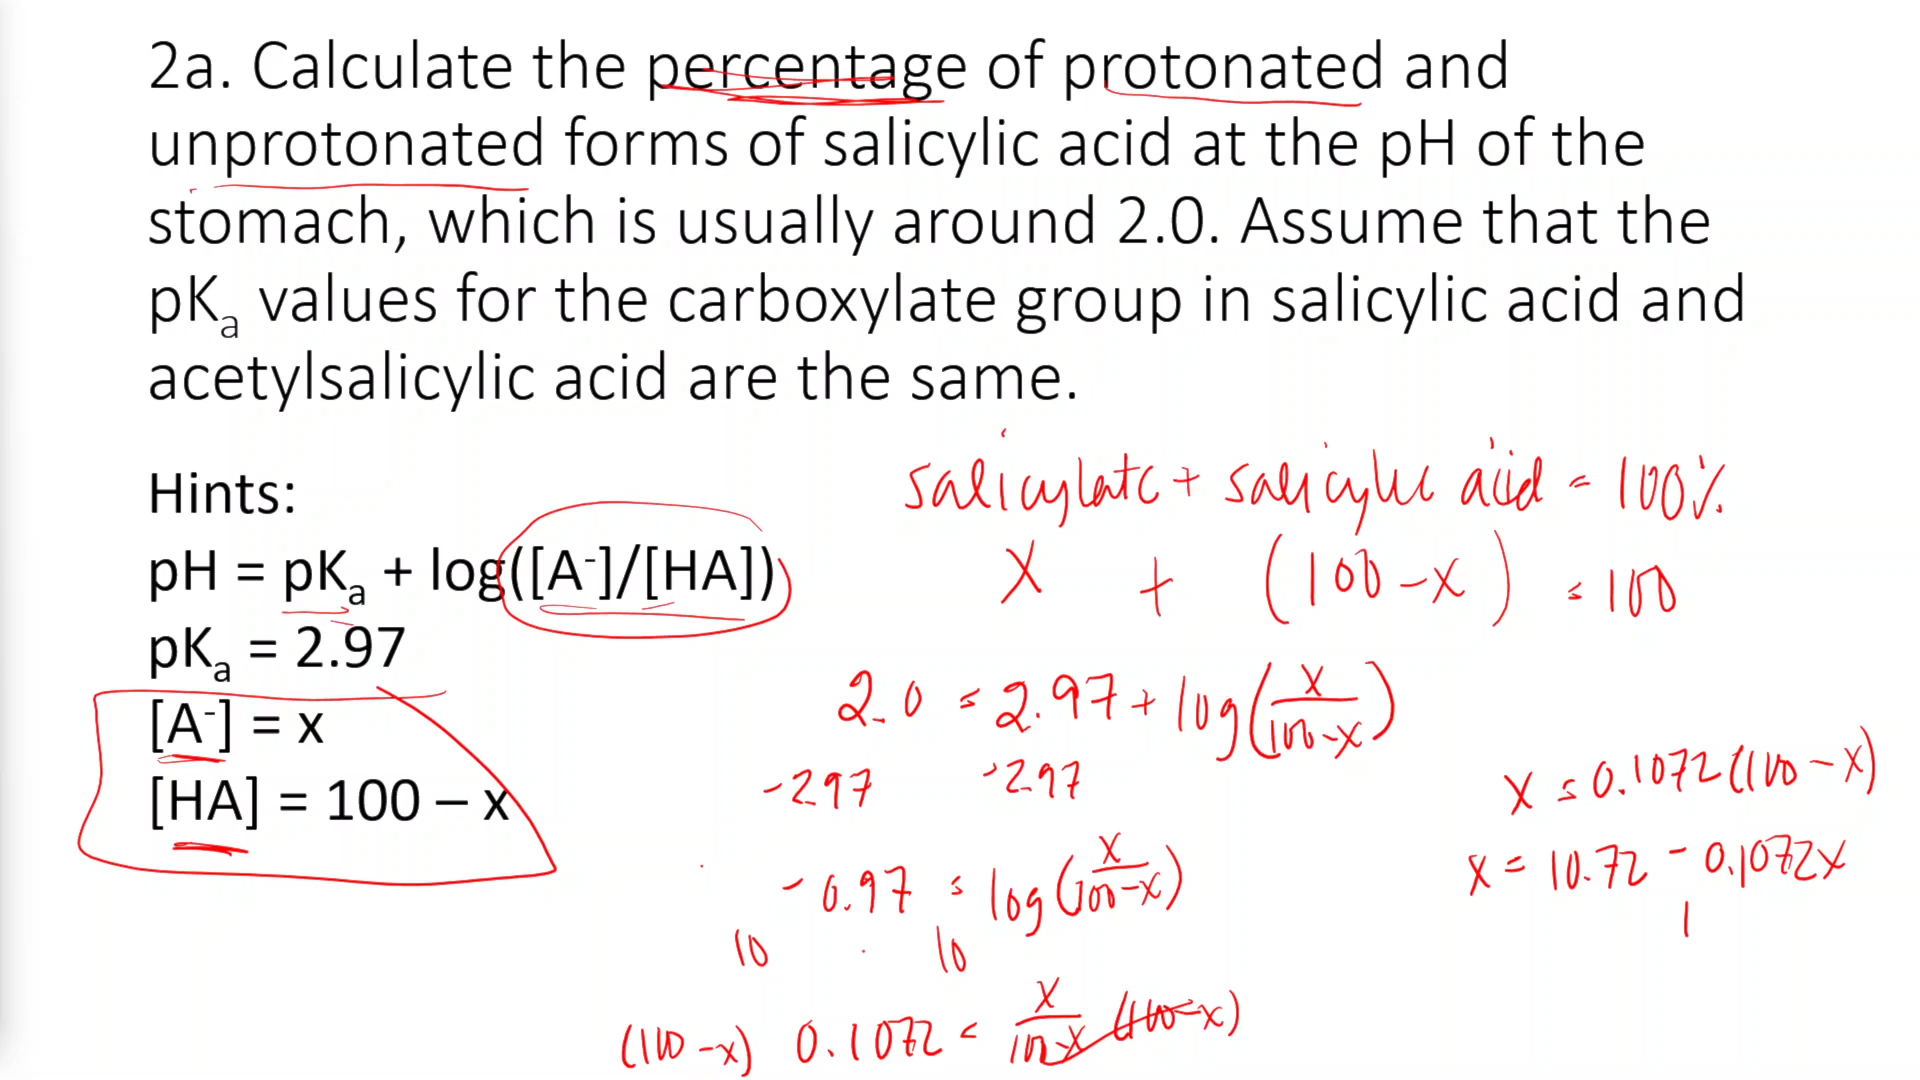 2a. Calculate the percentage of protonated and
unprotonated forms of salicylic acid at the pH of the
stomach, which is usually around 2.0. Assume that the
pKₐ values for the carboxylate group in salicylic acid and
acetylsalicylic acid are the same.
Hints:
pH = pKₐ + log([A⁻]/[HA])
pKₐ = 2.97
[A⁻] = x
[HA] = 100 – x
salicylate + salicylic acid = 100%
x + (100 - x) = 100
2.0 = 2.97 + log(x/100-x)
-2.97 -2.97
-0.97 = log(x/100-x)
10 10
(100-x) 0.1072 = x/100-x (100-x)
x = 0.1072(100-x)
x = 10.72 - 0.1072x